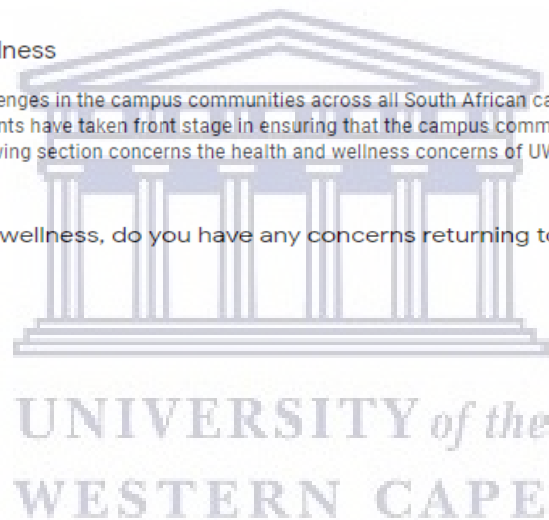 lness
enges in the campus communities across all South African ca
nts have taken front stage in ensuring that the campus comm
ving section concerns the health and wellness concerns of UW
wellness, do you have any concerns returning to
UNIVERSITY of the
WESTERN CAPE